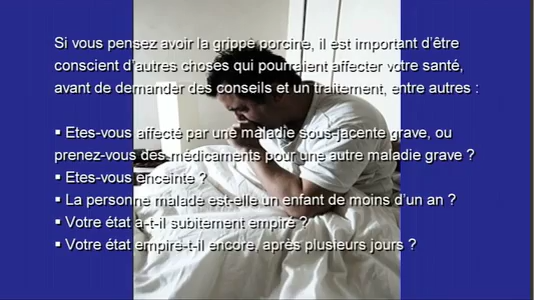 Si vous pensez avoir la grippe porcine, il est important d'être
conscient d'autres choses qui pourraient affecter votre santé,
avant de demander des conseils et un traitement, entre autres :
▪ Etes-vous affecté par une maladie sous-jacente grave, ou
prenez-vous des médicaments pour une autre maladie grave ?
▪ Etes-vous enceinte ?
▪ La personne malade est-elle un enfant de moins d'un an ?
▪ Votre état a-t-il subitement empiré ?
▪ Votre état empire-t-il encore, après plusieurs jours ?